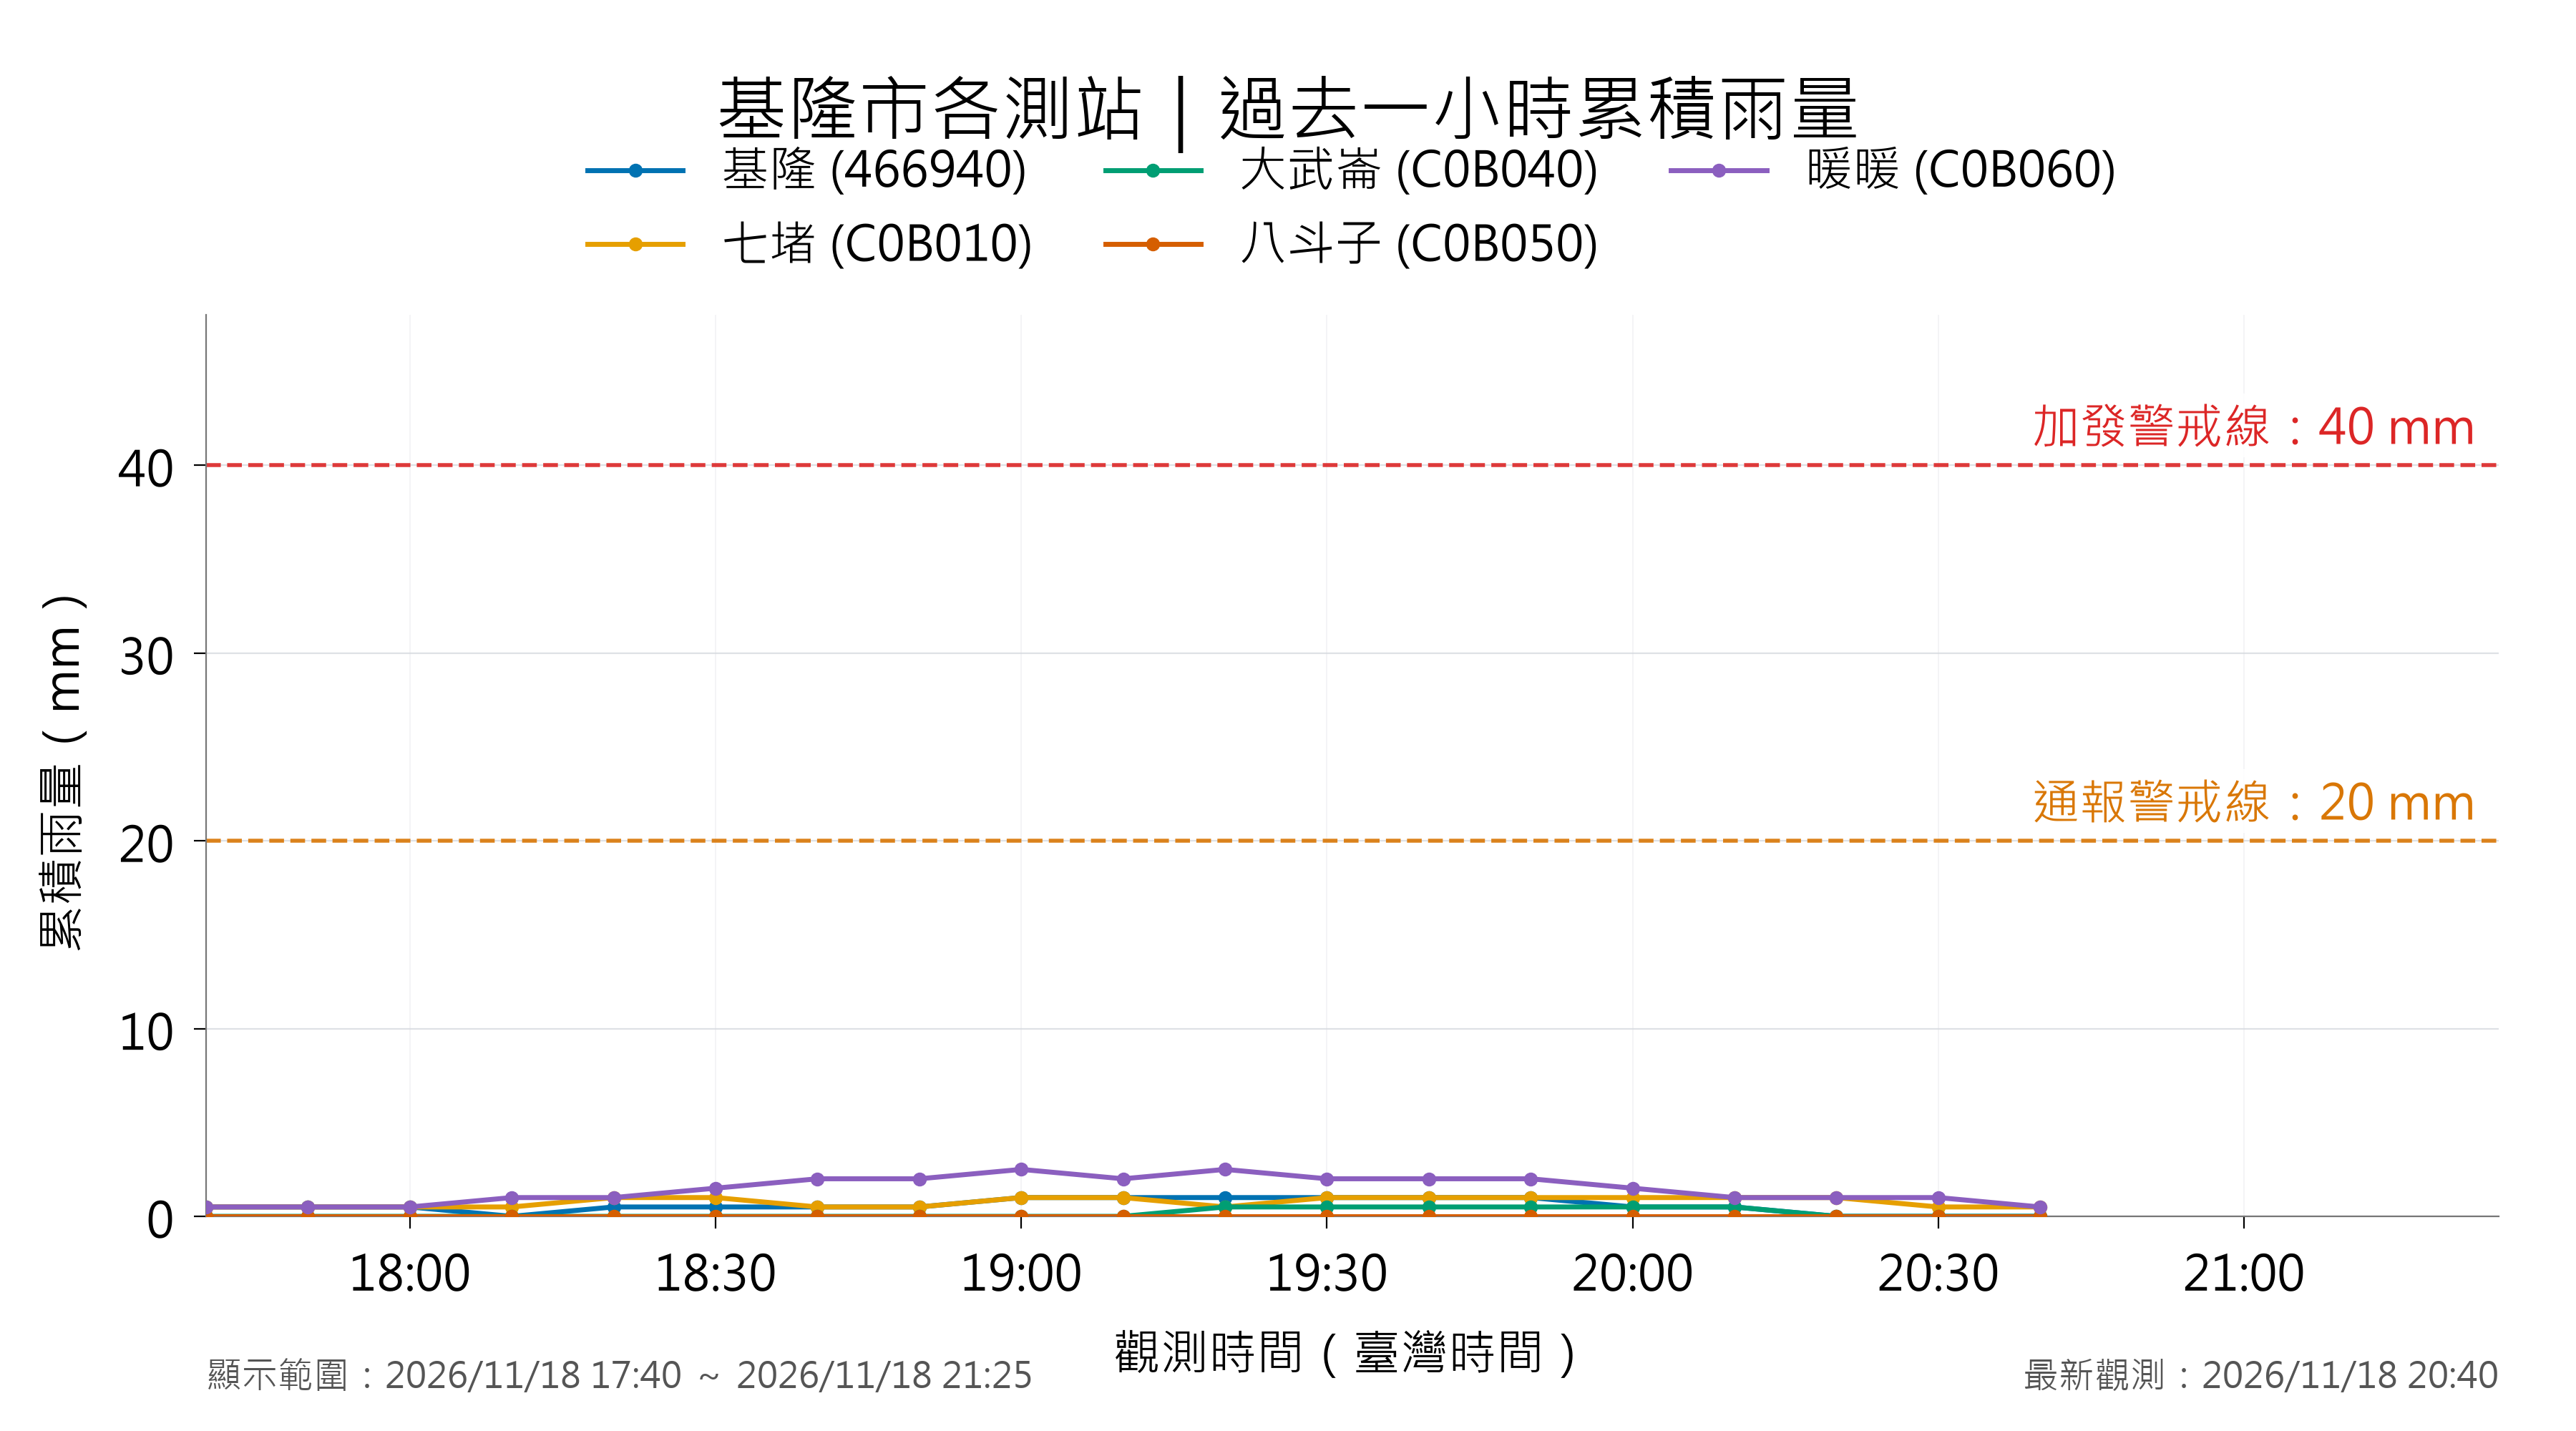 基隆市各測站｜過去一小時累積雨量
基隆 (466940)
大武崙 (C0B040)
暖暖 (C0B060)
七堵 (C0B010)
八斗子 (C0B050)
累積雨量（mm）
40
30
20
10
0
加發警戒線：40 mm
通報警戒線：20 mm
18:00 18:30 19:00 19:30 20:00 20:30 21:00
觀測時間（臺灣時間）
顯示範圍：2026/11/18 17:40 ~ 2026/11/18 21:25
最新觀測：2026/11/18 20:40